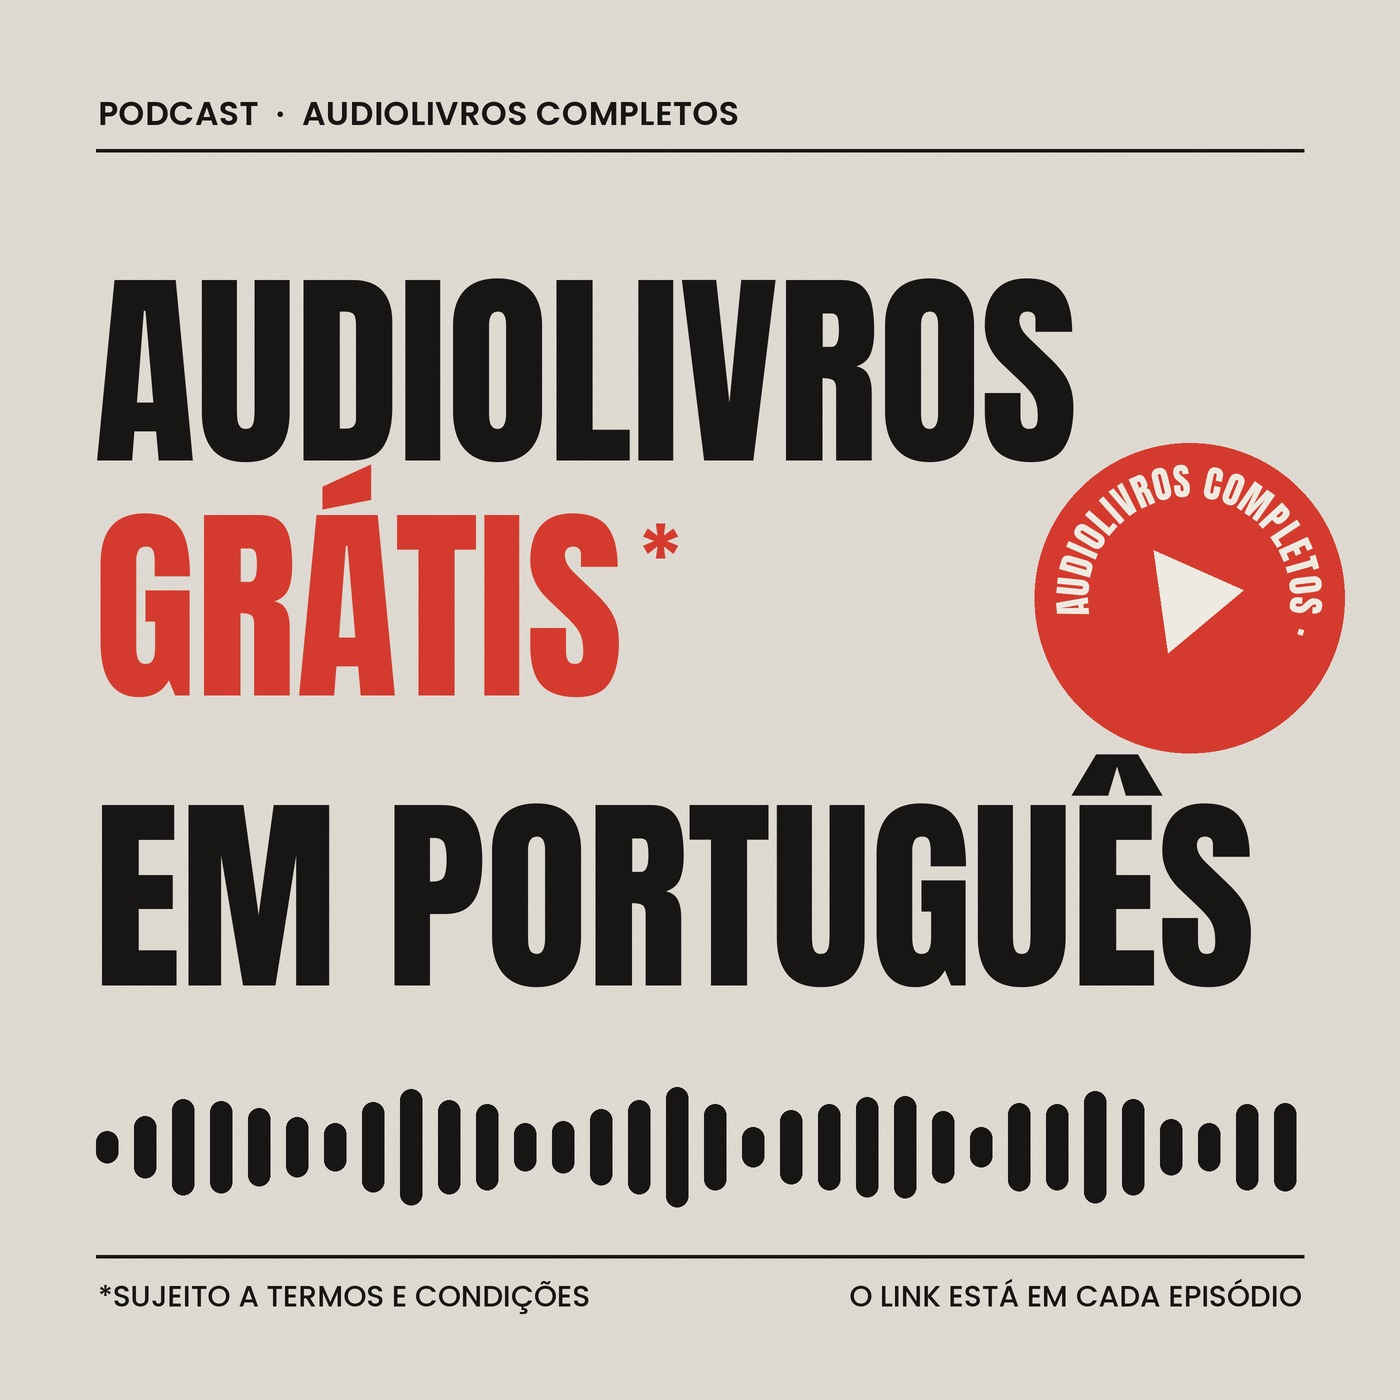 PODCAST · AUDIOLIVROS COMPLETOS
AUDIOLIVROS
GRÁTIS*
AUDIOLIVROS COMPLETOS ·
EM PORTUGUÊS
*SUJEITO A TERMOS E CONDIÇÕES
O LINK ESTÁ EM CADA EPISÓDIO